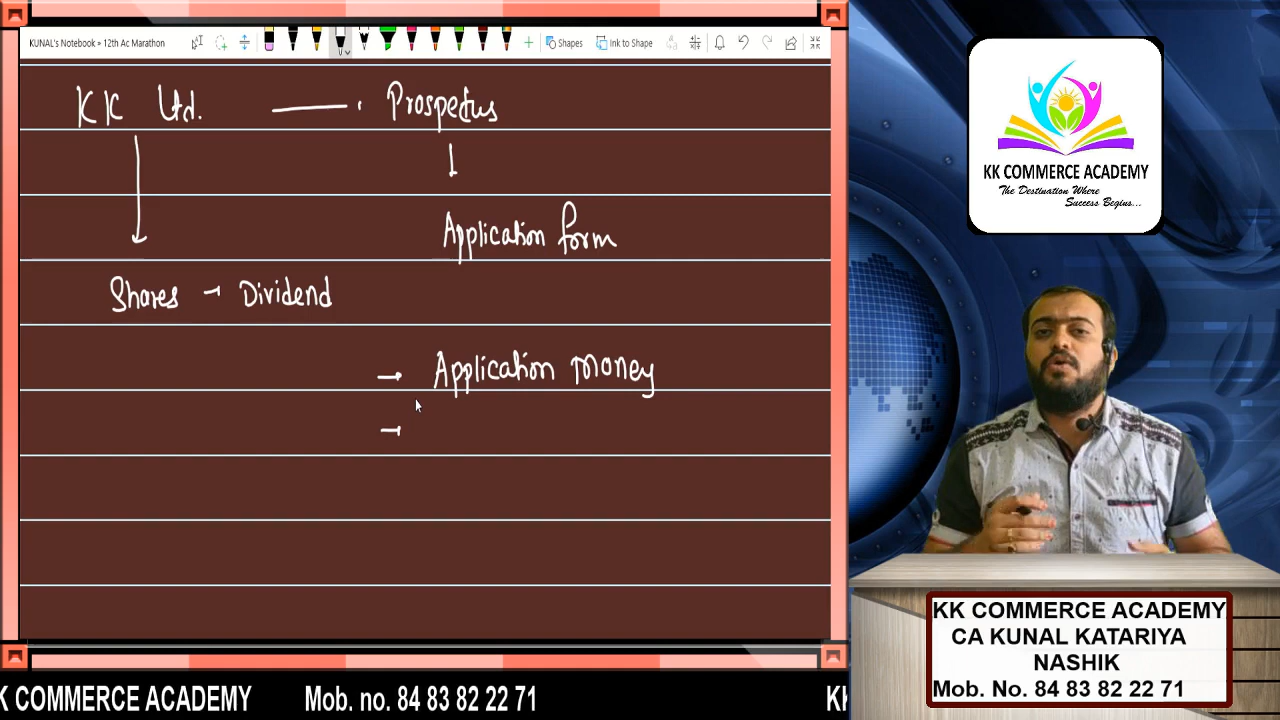 KUNAL's Notebook » 12th Ac Marathon
Shapes
Ink to Shape
KK Ltd. Prospectus
Application form
Shares - Dividend
→ Application money
→
KK COMMERCE ACADEMY
The Destination Where
Success Begins...
KK COMMERCE ACADEMY
CA KUNAL KATARIYA
NASHIK
Mob. No. 84 83 82 22 71
K COMMERCE ACADEMY Mob. no. 84 83 82 22 71 KK